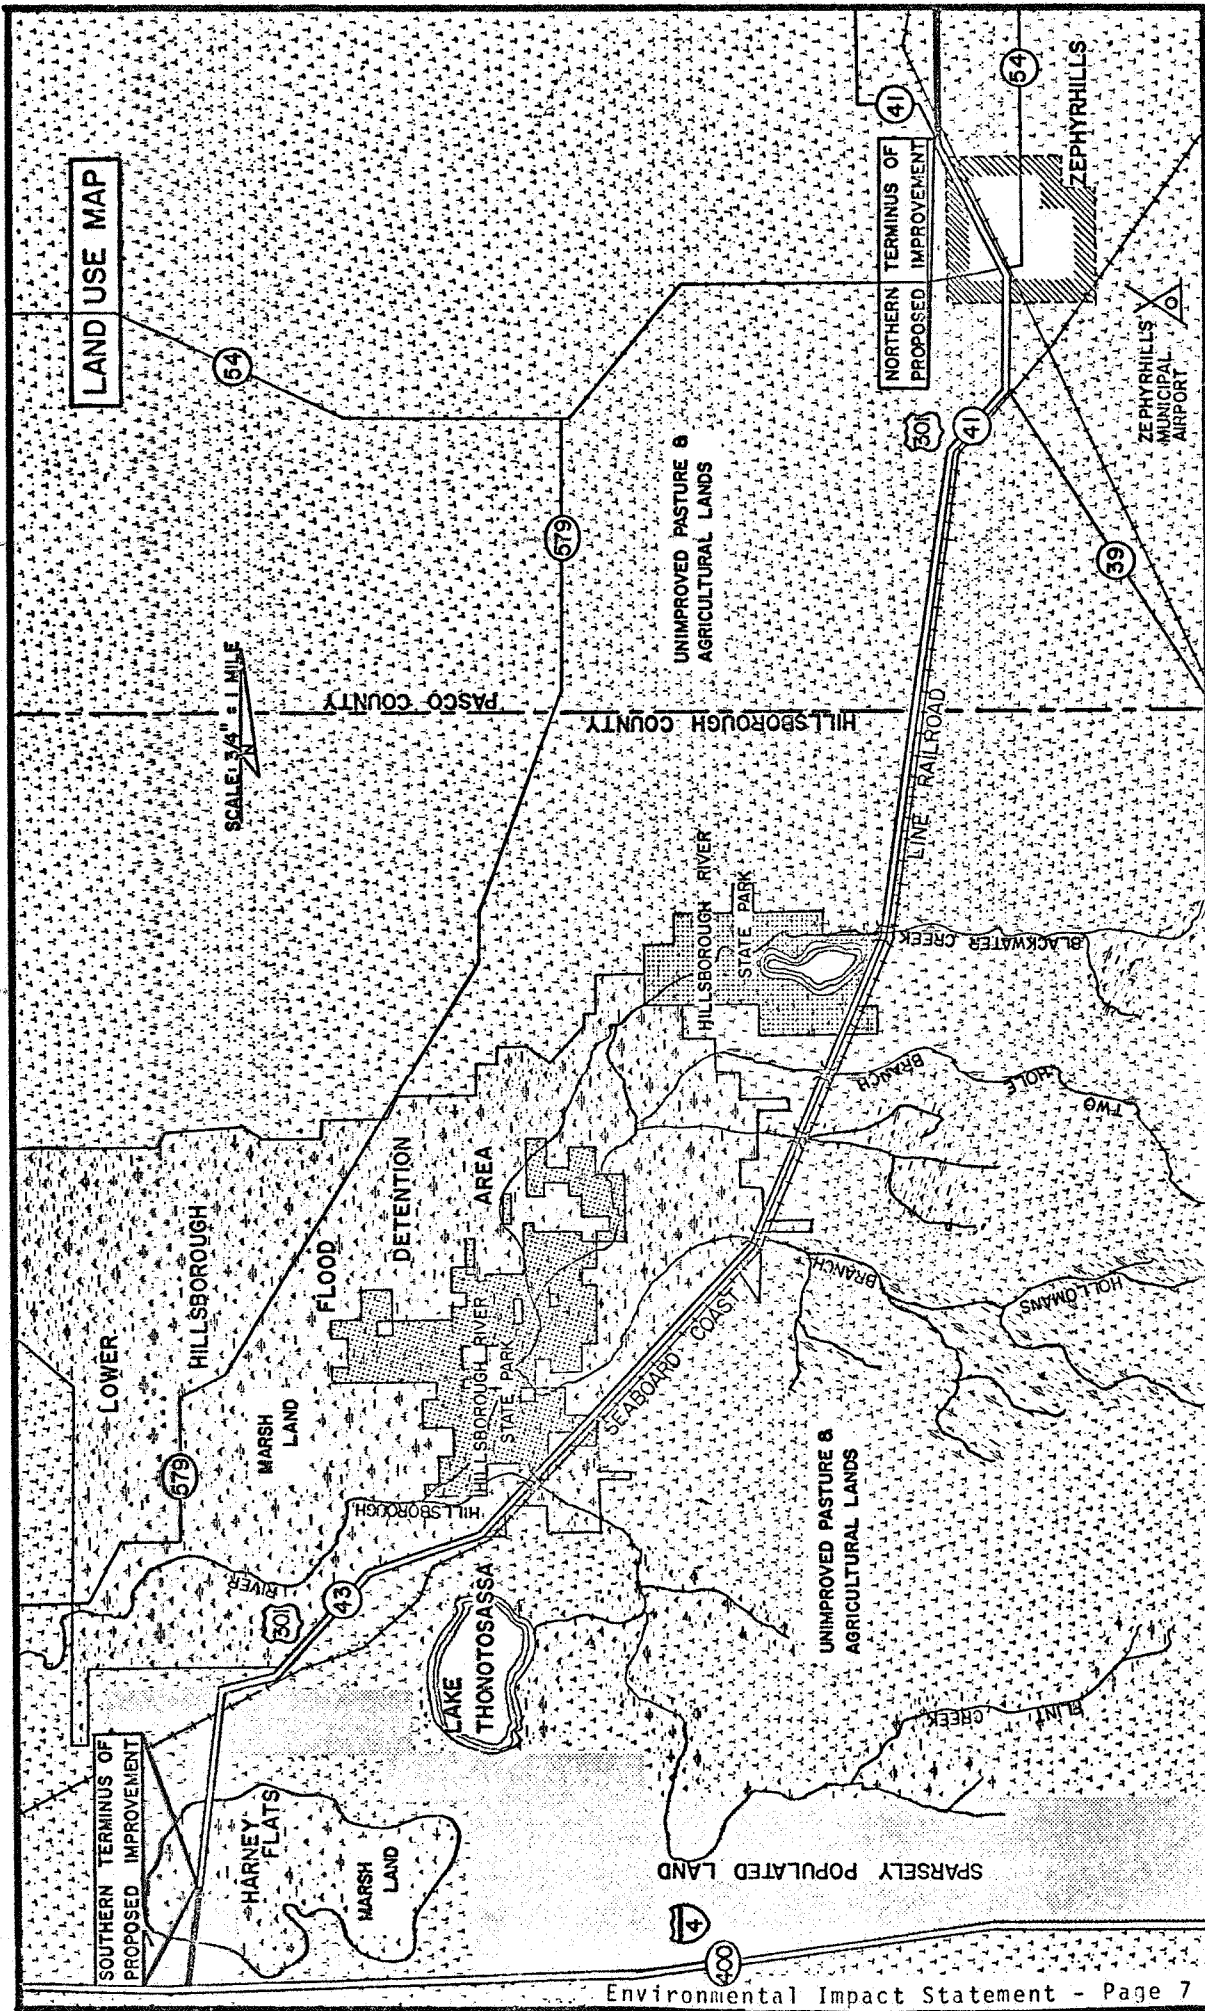 LAND USE MAP
SCALE: 3/4" = 1 MILE
N
SOUTHERN TERMINUS OF
PROPOSED IMPROVEMENT
NORTHERN TERMINUS OF
PROPOSED IMPROVEMENT
HARNEY
FLATS
MARSH
LAND
LAKE
THONOTOSASSA
301
43
RIVER
HILLSBOROUGH
579
MARSH
LAND
LOWER
HILLSBOROUGH
FLOOD
DETENTION
AREA
HILLSBOROUGH RIVER
STATE PARK
SEABOARD COAST
LINE RAILROAD
HILLSBOROUGH RIVER
STATE PARK
579
54
PASCO COUNTY
HILLSBOROUGH COUNTY
UNIMPROVED PASTURE &
AGRICULTURAL LANDS
301
41
41
54
ZEPHYRHILLS
ZEPHYRHILLS
MUNICIPAL
AIRPORT
39
BLACKWATER CREEK
TWO HOLE BRANCH
HOLLOMANS BRANCH
UNIMPROVED PASTURE &
AGRICULTURAL LANDS
FLINT CREEK
SPARSELY POPULATED LAND
4
400
Environmental Impact Statement - Page 7